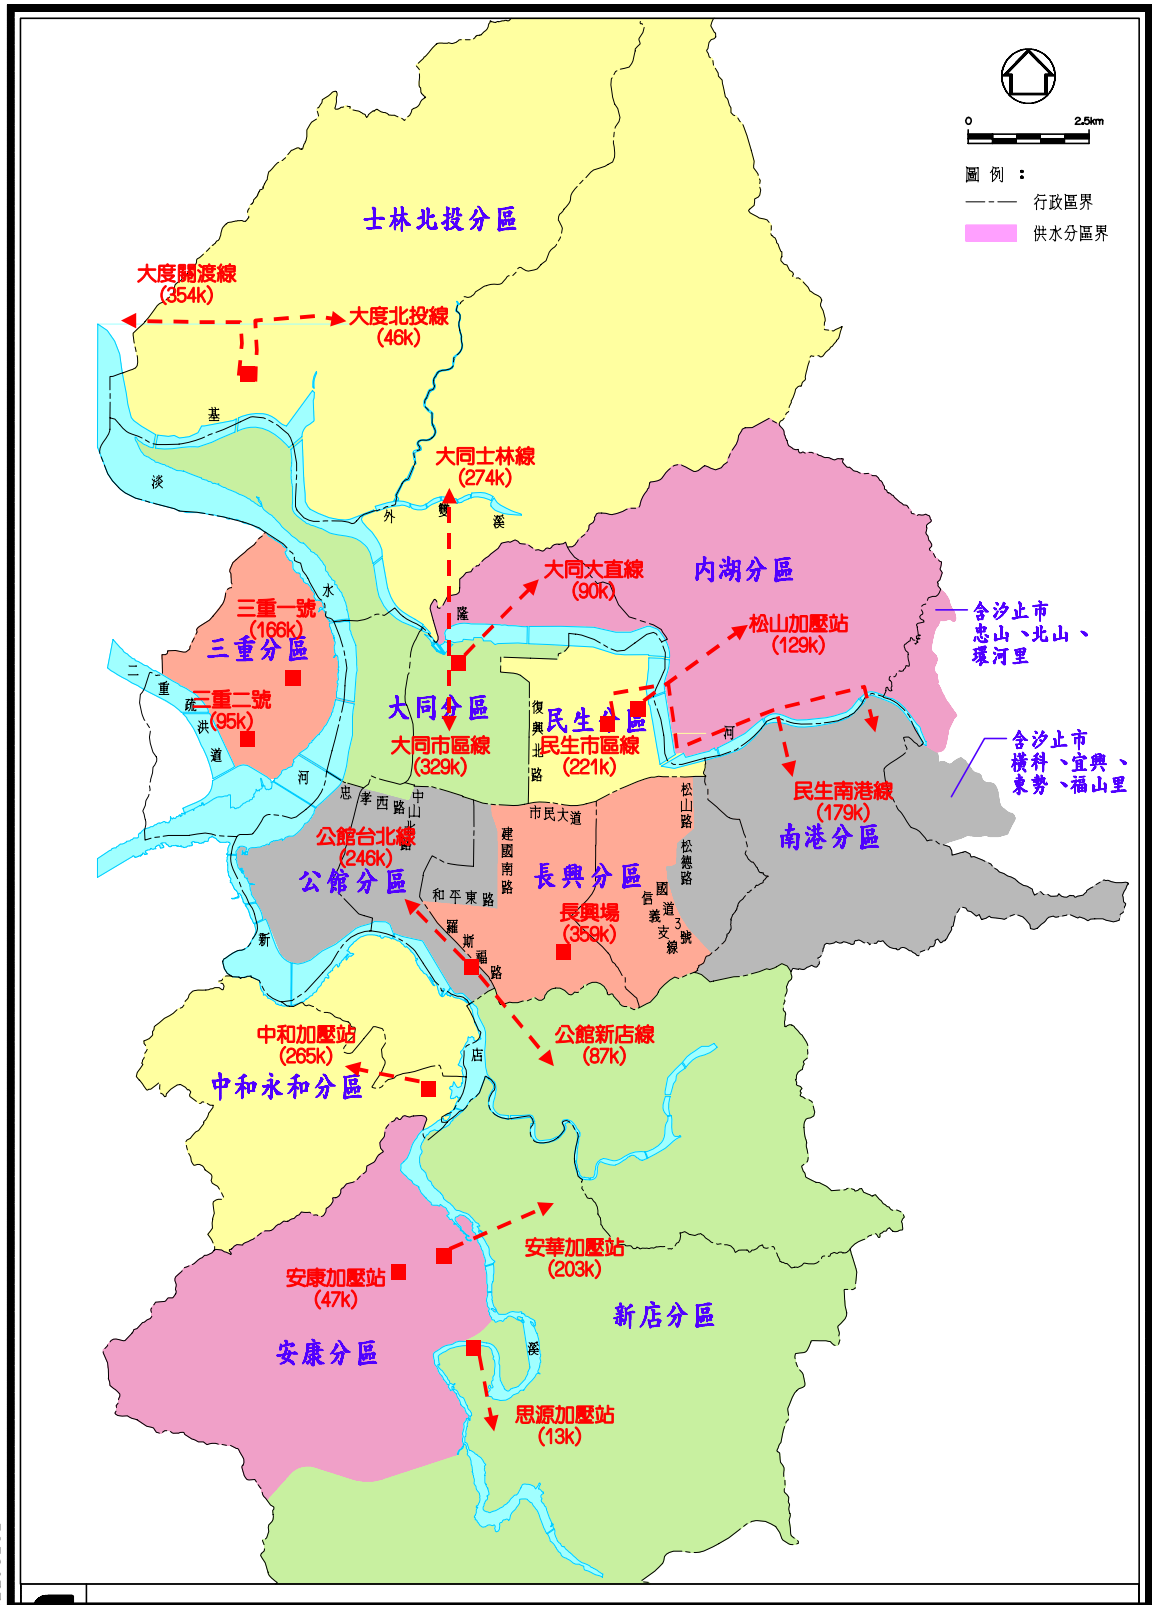 0 2.5km
圖 例 :
行政區界
供水分區界
士林北投分區
大度關渡線
(354k)
大度北投線
(46k)
基
淡
大同士林線
(274k)
外
雙
溪
內湖分區
大同大直線
(90k)
水
隆
三重一號
(166k)
三重分區
松山加壓站
(129k)
含汐止市
忠山、北山、
環河里
二重疏洪道
三重二號
(95k)
大同分區
復興北路
民生分區
大同市區線
(329k)
民生市區線
(221k)
河
河
含汐止市
橫科、宜興、
東勢、福山里
民生南港線
(179k)
南港分區
忠孝西路
中山北路
市民大道
松山路
松德路
建國南路
公館台北線
(246k)
公館分區
長興分區
和平東路
國道3號
信義支線
長興場
(359k)
羅斯福路
新
中和加壓站
(265k)
中和永和分區
店
公館新店線
(87k)
安華加壓站
(203k)
安康加壓站
(47k)
新店分區
安康分區
溪
思源加壓站
(13k)